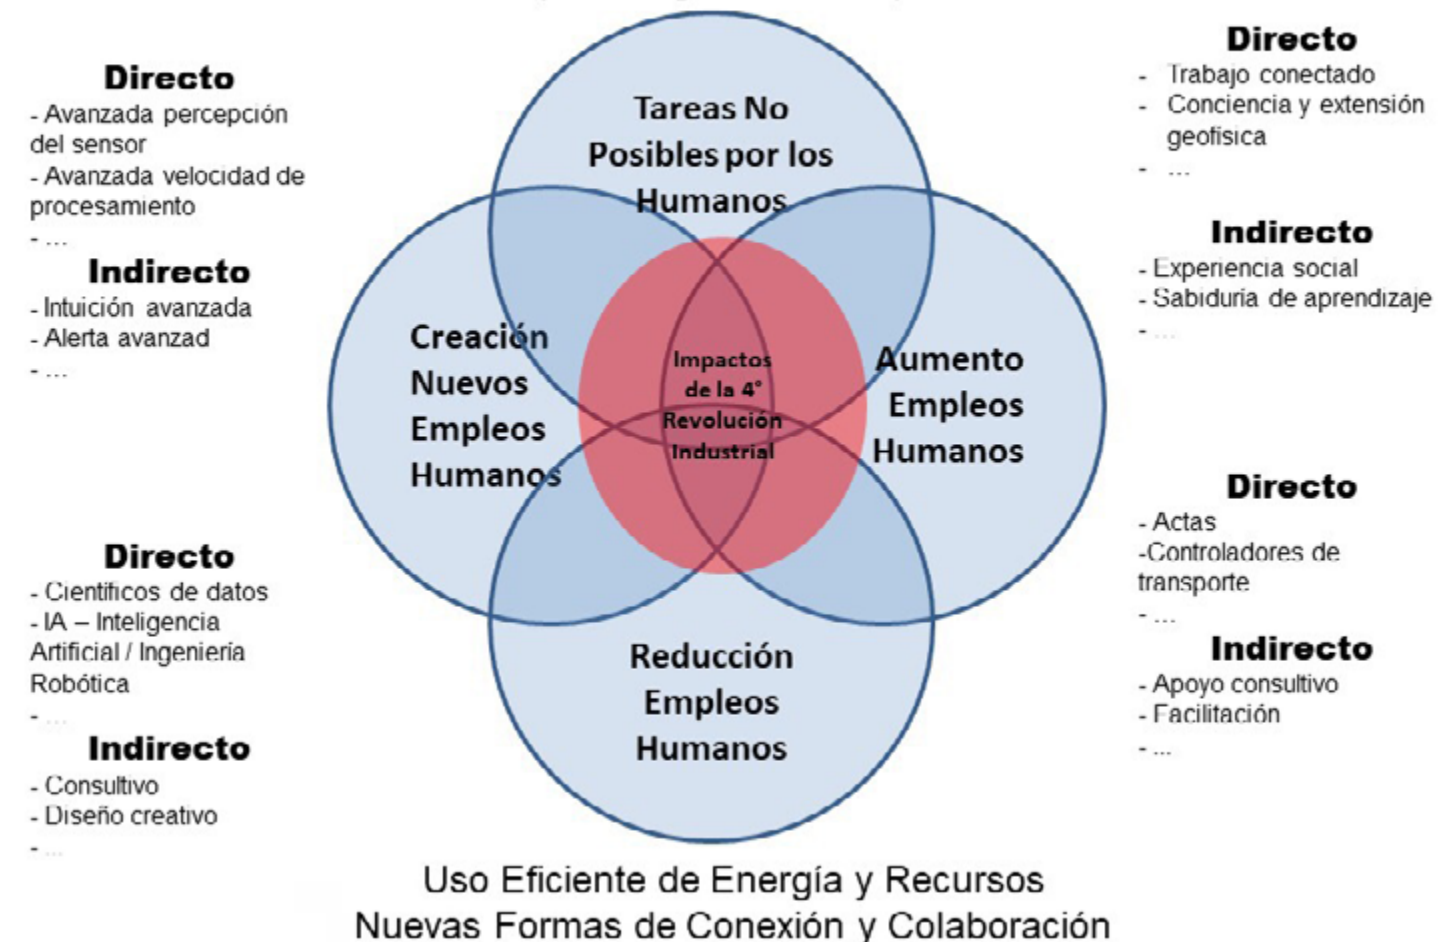 Directo
- Avanzada percepción
del sensor
- Avanzada velocidad de
procesamiento
- ...
Indirecto
- Intuición avanzada
- Alerta avanzad
- ...
Directo
- Científicos de datos
- IA – Inteligencia
Artificial / Ingeniería
Robótica
- ...
Indirecto
- Consultivo
- Diseño creativo
- ...
Tareas No
Posibles por los
Humanos
Creación
Nuevos
Empleos
Humanos
Impactos
de la 4°
Revolución
Industrial
Aumento
Empleos
Humanos
Reducción
Empleos
Humanos
Directo
- Trabajo conectado
- Conciencia y extensión
geofísica
- ...
Indirecto
- Experiencia social
- Sabiduría de aprendizaje
- ...
Directo
- Actas
-Controladores de
transporte
- ...
Indirecto
- Apoyo consultivo
- Facilitación
- ...
Uso Eficiente de Energía y Recursos
Nuevas Formas de Conexión y Colaboración